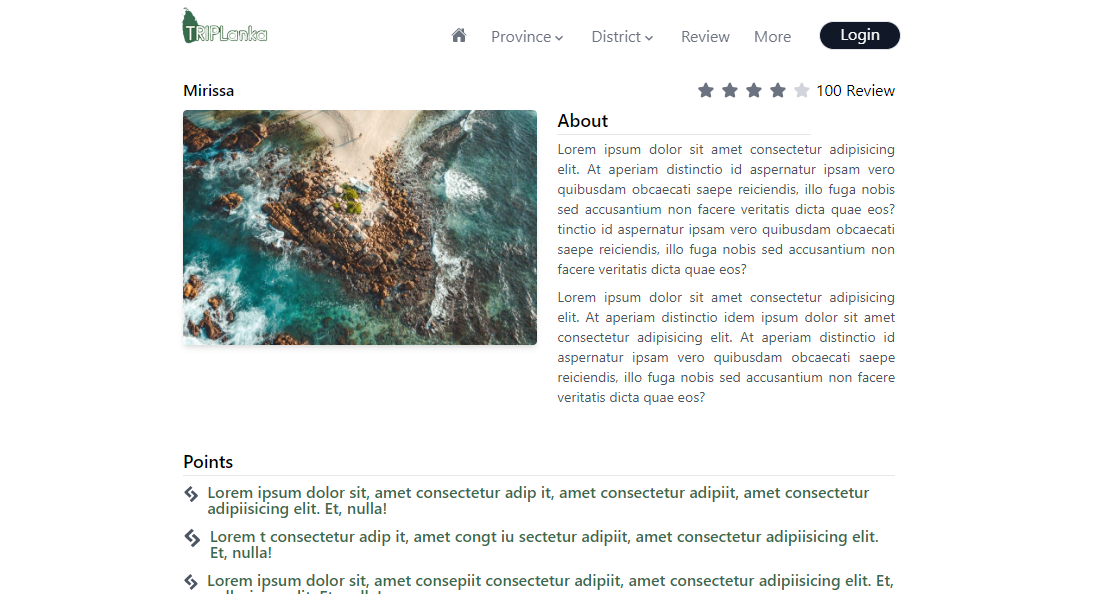 TRIPLanka
Province District Review More Login
Mirissa 100 Review
About
Lorem ipsum dolor sit amet consectetur adipisicing
elit. At aperiam distinctio id aspernatur ipsam vero
quibusdam obcaecati saepe reiciendis, illo fuga nobis
sed accusantium non facere veritatis dicta quae eos?
tinctio id aspernatur ipsam vero quibusdam obcaecati
saepe reiciendis, illo fuga nobis sed accusantium non
facere veritatis dicta quae eos?
Lorem ipsum dolor sit amet consectetur adipisicing
elit. At aperiam distinctio idem ipsum dolor sit amet
consectetur adipisicing elit. At aperiam distinctio id
aspernatur ipsam vero quibusdam obcaecati saepe
reiciendis, illo fuga nobis sed accusantium non facere
veritatis dicta quae eos?
Points
Lorem ipsum dolor sit, amet consectetur adip it, amet consectetur adipiit, amet consectetur
adipiisicing elit. Et, nulla!
Lorem t consectetur adip it, amet congt iu sectetur adipiit, amet consectetur adipiisicing elit.
Et, nulla!
Lorem ipsum dolor sit, amet consepiit consectetur adipiit, amet consectetur adipiisicing elit. Et,